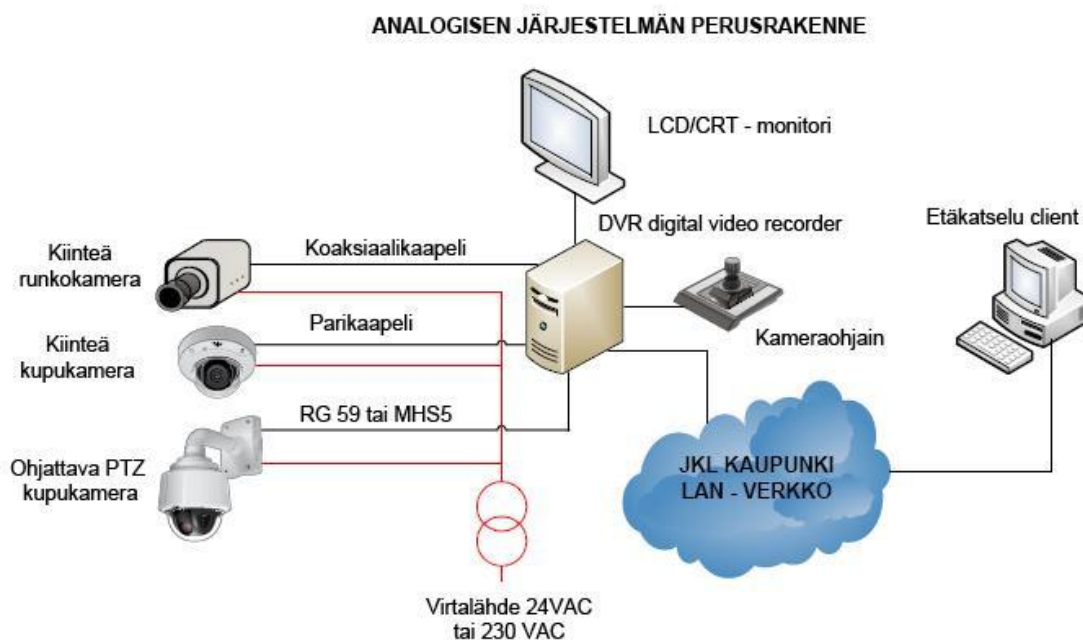 ANALOGISEN JÄRJESTELMÄN PERUSRAKENNE
LCD/CRT - monitori
DVR digital video recorder
Etäkatselu client
Kiinteä
runkokamera
Koaksiaalikaapeli
Kameraohjain
Kiinteä
kupukamera
Parikaapeli
Ohjattava PTZ
kupukamera
RG 59 tai MHS5
JKL KAUPUNKI
LAN - VERKKO
Virtalähde 24VAC
tai 230 VAC